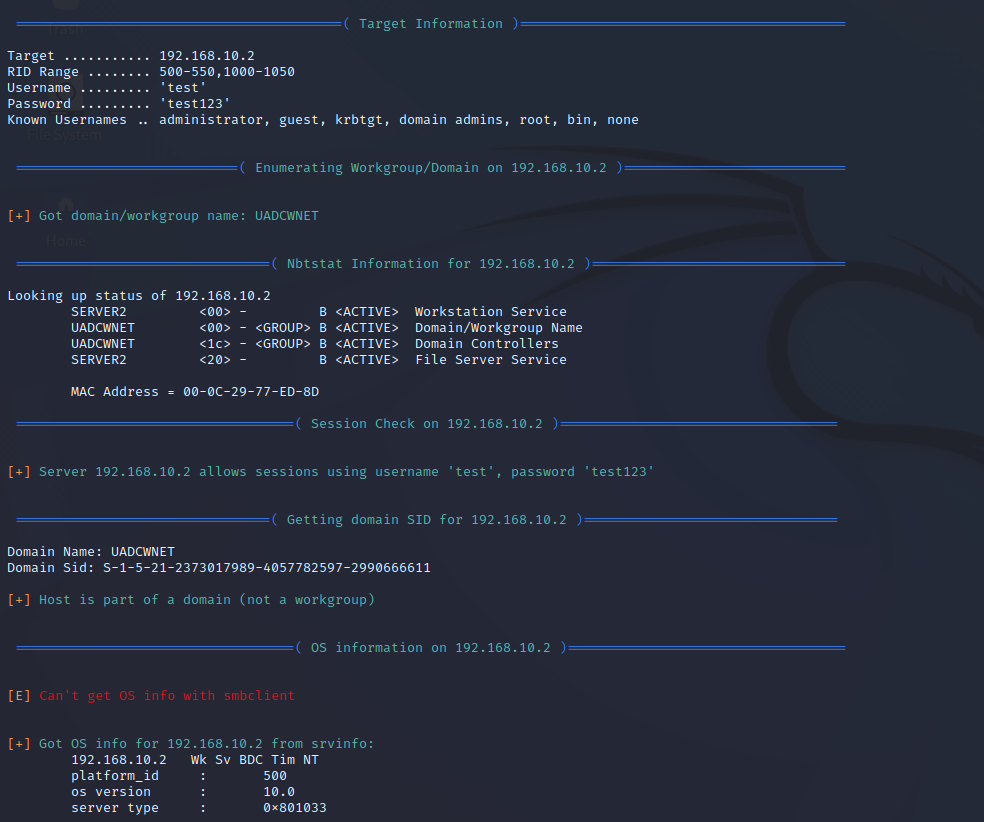 ( Target Information )
Target ........... 192.168.10.2
RID Range ........ 500-550,1000-1050
Username ......... 'test'
Password ......... 'test123'
Known Usernames .. administrator, guest, krbtgt, domain admins, root, bin, none
File System
( Enumerating Workgroup/Domain on 192.168.10.2 )
[+] Got domain/workgroup name: UADCWNET
Home
( Nbtstat Information for 192.168.10.2 )
Looking up status of 192.168.10.2
SERVER2 <00> - B <ACTIVE> Workstation Service
UADCWNET <00> - <GROUP> B <ACTIVE> Domain/Workgroup Name
UADCWNET <1c> - <GROUP> B <ACTIVE> Domain Controllers
SERVER2 <20> - B <ACTIVE> File Server Service
MAC Address = 00-0C-29-77-ED-8D
( Session Check on 192.168.10.2 )
[+] Server 192.168.10.2 allows sessions using username 'test', password 'test123'
( Getting domain SID for 192.168.10.2 )
Domain Name: UADCWNET
Domain Sid: S-1-5-21-2373017989-4057782597-2990666611
[+] Host is part of a domain (not a workgroup)
( OS information on 192.168.10.2 )
[E] Can't get OS info with smbclient
[+] Got OS info for 192.168.10.2 from srvinfo:
192.168.10.2 Wk Sv BDC Tim NT
platform_id : 500
os version : 10.0
server type : 0×801033